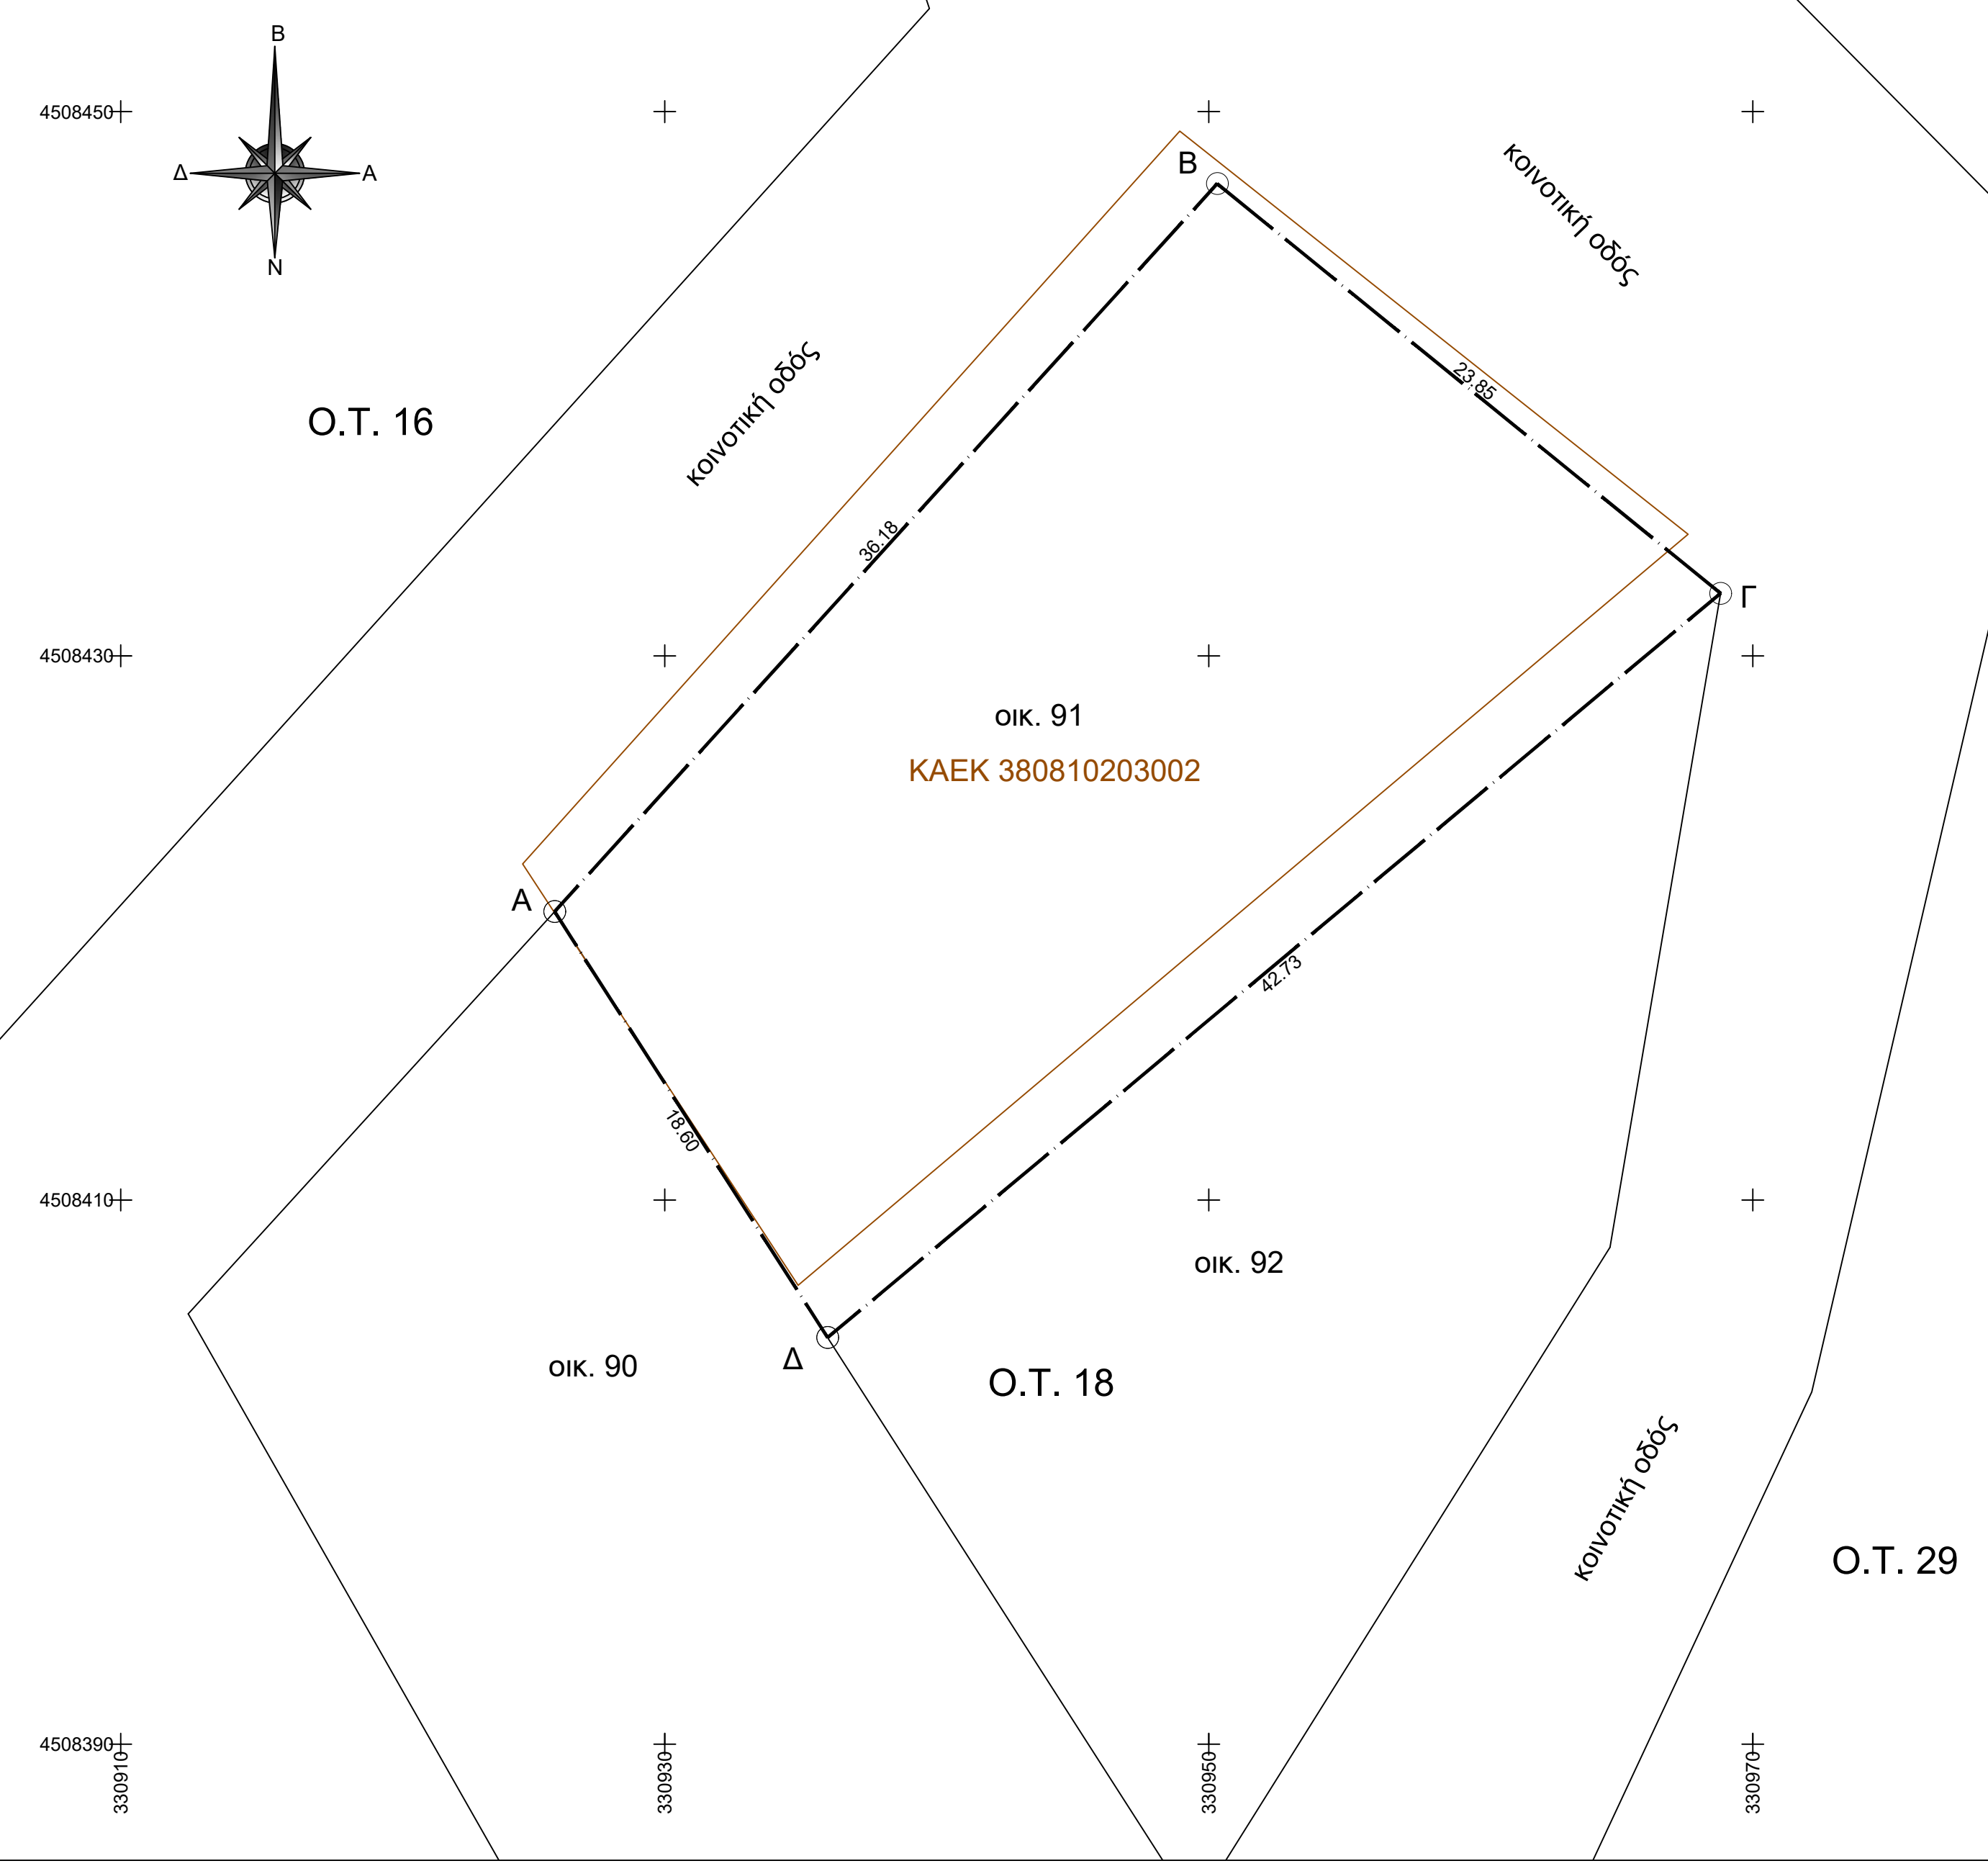 Β
4508450
Δ
Α
Ν
Β
κοινοτική οδός
κοινοτική οδός
23.85
Ο.Τ. 16
36.18
Γ
4508430
οικ. 91
ΚΑΕΚ 380810203002
Α
42.73
18.60
4508410
οικ. 92
Δ
οικ. 90
Ο.Τ. 18
κοινοτική οδός
Ο.Τ. 29
4508390
330910
330930
330950
330970